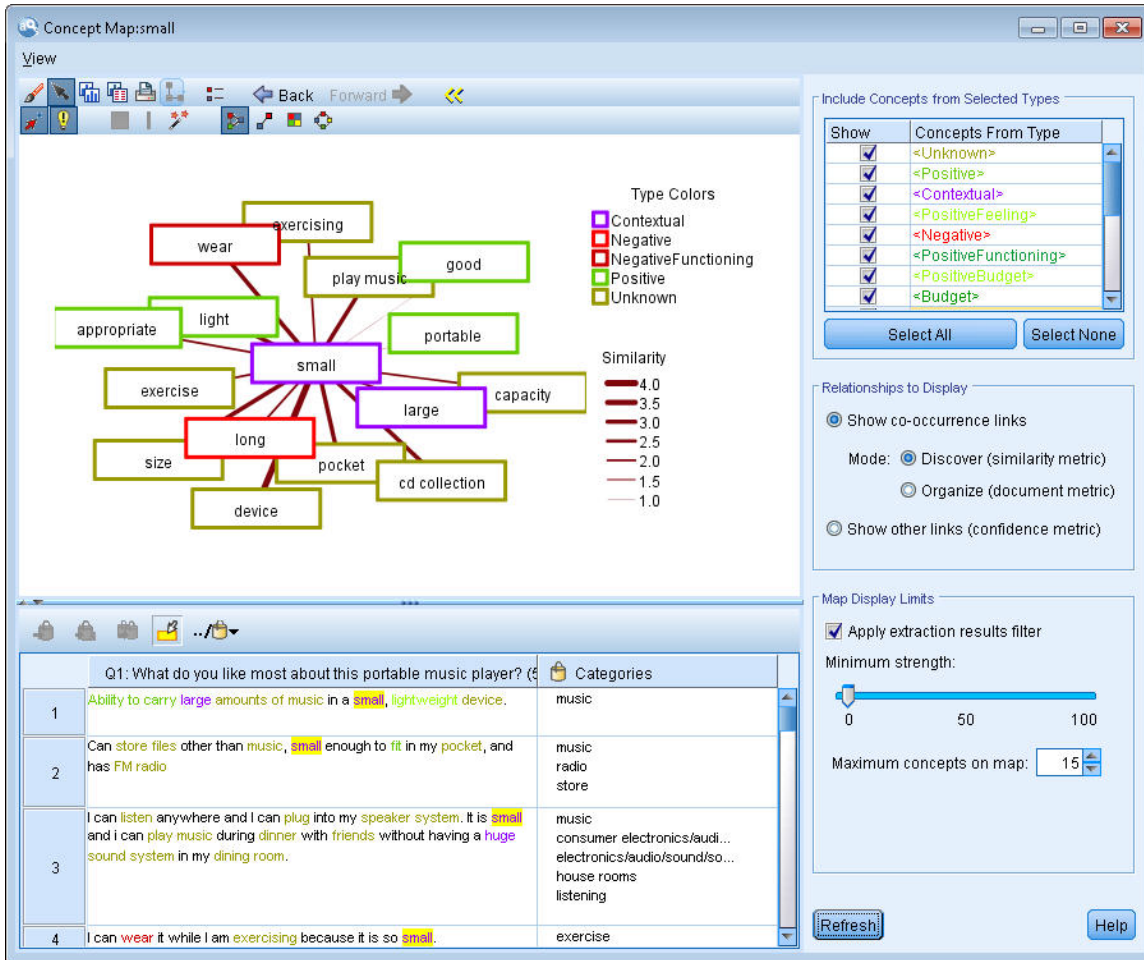 Concept Map:small
View
Back Forward
exercising
wear
good
play music
light
appropriate
portable
small
exercise
capacity
large
long
size
pocket
cd collection
device
Type Colors
Contextual
Negative
NegativeFunctioning
Positive
Unknown
Similarity
4.0
3.5
3.0
2.5
2.0
1.5
1.0
Include Concepts from Selected Types
Show Concepts From Type
<Unknown>
<Positive>
<Contextual>
<PositiveFeeling>
<Negative>
<PositiveFunctioning>
<PositiveBudget>
<Budget>
Select All Select None
Relationships to Display
Show co-occurrence links
Mode: Discover (similarity metric)
Organize (document metric)
Show other links (confidence metric)
Map Display Limits
Apply extraction results filter
Minimum strength:
0 50 100
Maximum concepts on map: 15
Refresh Help
../
Q1: What do you like most about this portable music player? (5 Categories
1 Ability to carry large amounts of music in a small, lightweight device. music
2 Can store files other than music, small enough to fit in my pocket, and
has FM radio
music
radio
store
3 I can listen anywhere and I can plug into my speaker system. It is small
and i can play music during dinner with friends without having a huge
sound system in my dining room.
music
consumer electronics/audi...
electronics/audio/sound/so...
house rooms
listening
4 I can wear it while I am exercising because it is so small. exercise